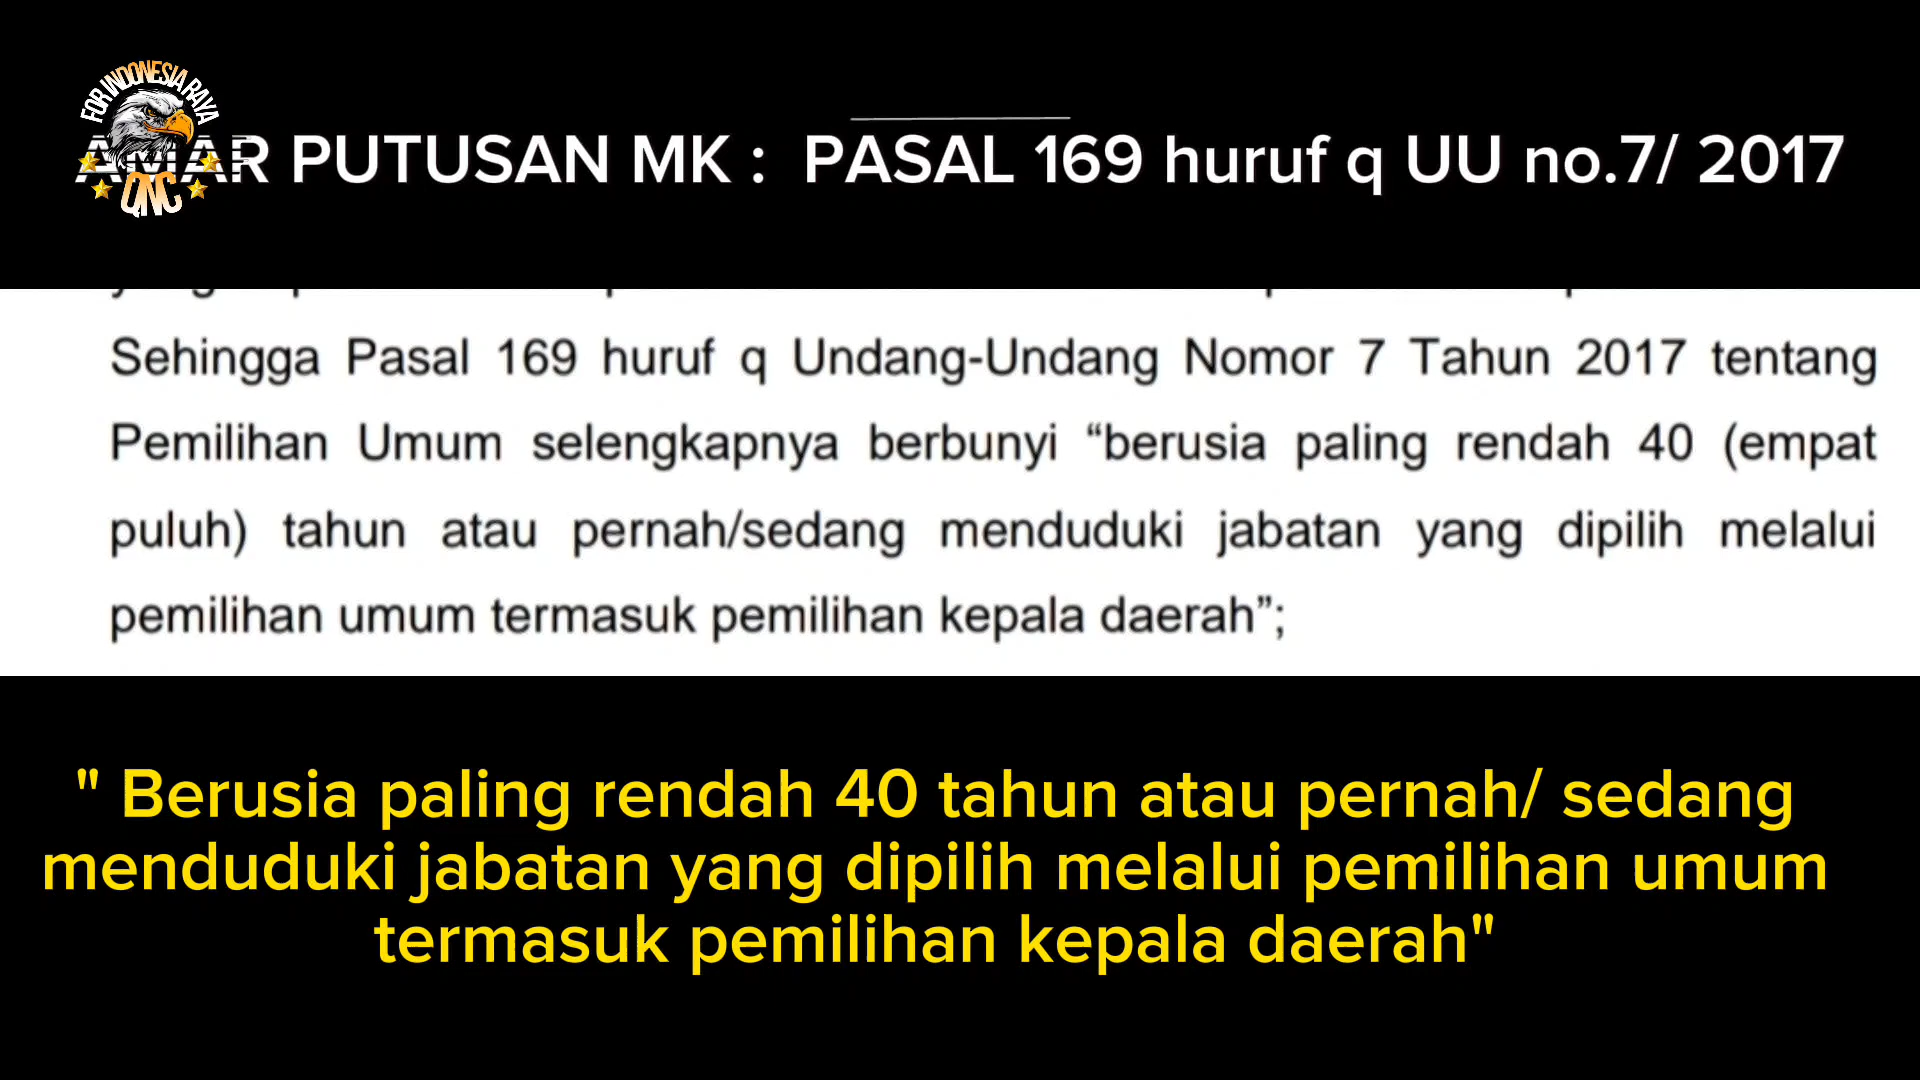 FOR INDONESIA RAYA
QNC
AMAR PUTUSAN MK : PASAL 169 huruf q UU no.7/ 2017
Sehingga Pasal 169 huruf q Undang-Undang Nomor 7 Tahun 2017 tentang
Pemilihan Umum selengkapnya berbunyi “berusia paling rendah 40 (empat
puluh) tahun atau pernah/sedang menduduki jabatan yang dipilih melalui
pemilihan umum termasuk pemilihan kepala daerah”;
" Berusia paling rendah 40 tahun atau pernah/ sedang
menduduki jabatan yang dipilih melalui pemilihan umum
termasuk pemilihan kepala daerah"